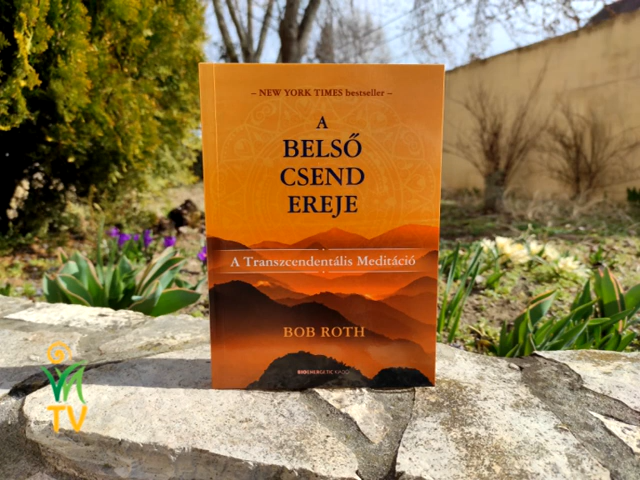 – NEW YORK TIMES bestseller –
A
BELSŐ
CSEND
EREJE
A Transzcendentális Meditáció
BOB ROTH
BIOENERGETIC KIADÓ
TV